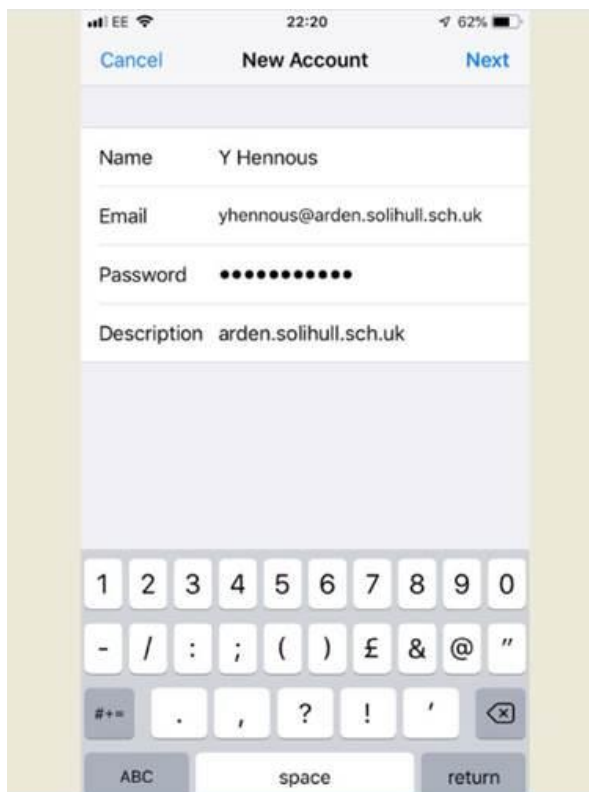 EE 22:20 62%
Cancel New Account Next
Name Y Hennous
Email yhennous@arden.solihull.sch.uk
Password •••••••••••
Description arden.solihull.sch.uk
1 2 3 4 5 6 7 8 9 0
- / : ; ( ) £ & @ "
#+= . , ? ! '
ABC space return